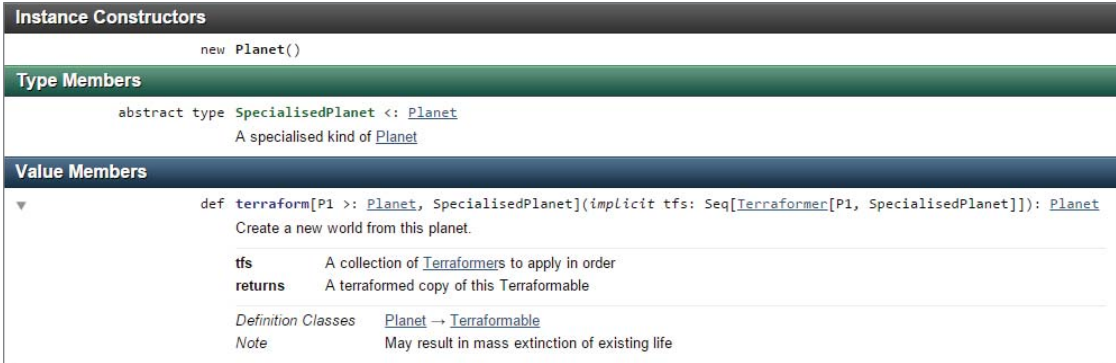 Instance Constructors
new Planet()
Type Members
abstract type SpecialisedPlanet <: Planet
A specialised kind of Planet
Value Members
def terraform[P1 >: Planet, SpecialisedPlanet](implicit tfs: Seq[Terraformer[P1, SpecialisedPlanet]]): Planet
Create a new world from this planet.
tfs A collection of Terraformers to apply in order
returns A terraformed copy of this Terraformable
Definition Classes Planet → Terraformable
Note May result in mass extinction of existing life